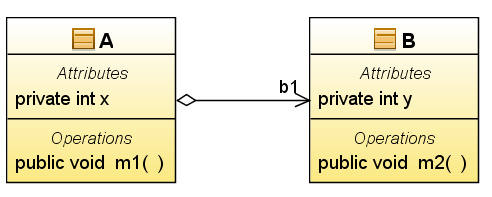 A
Attributes
private int x
Operations
public void m1( )
b1
B
Attributes
private int y
Operations
public void m2( )